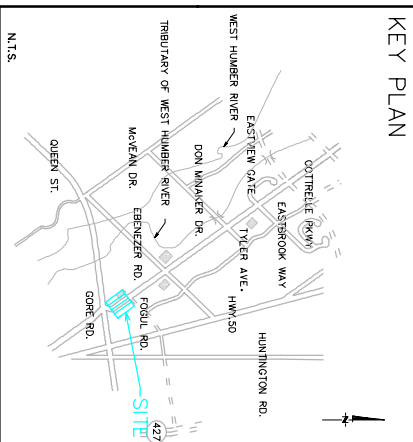 KEY PLAN
COTTRELLE PKWY
EASTBROOK WAY
EASTVIEW GATE
TYLER AVE.
HWY.50
HUNTINGTON RD.
WEST HUMBER RIVER
DON MINAKER DR.
TRIBUTARY OF WEST HUMBER RIVER
McVEAN DR.
EBENEZER RD.
FOGUL RD.
QUEEN ST.
GORE RD.
SITE
427
N
N.T.S.